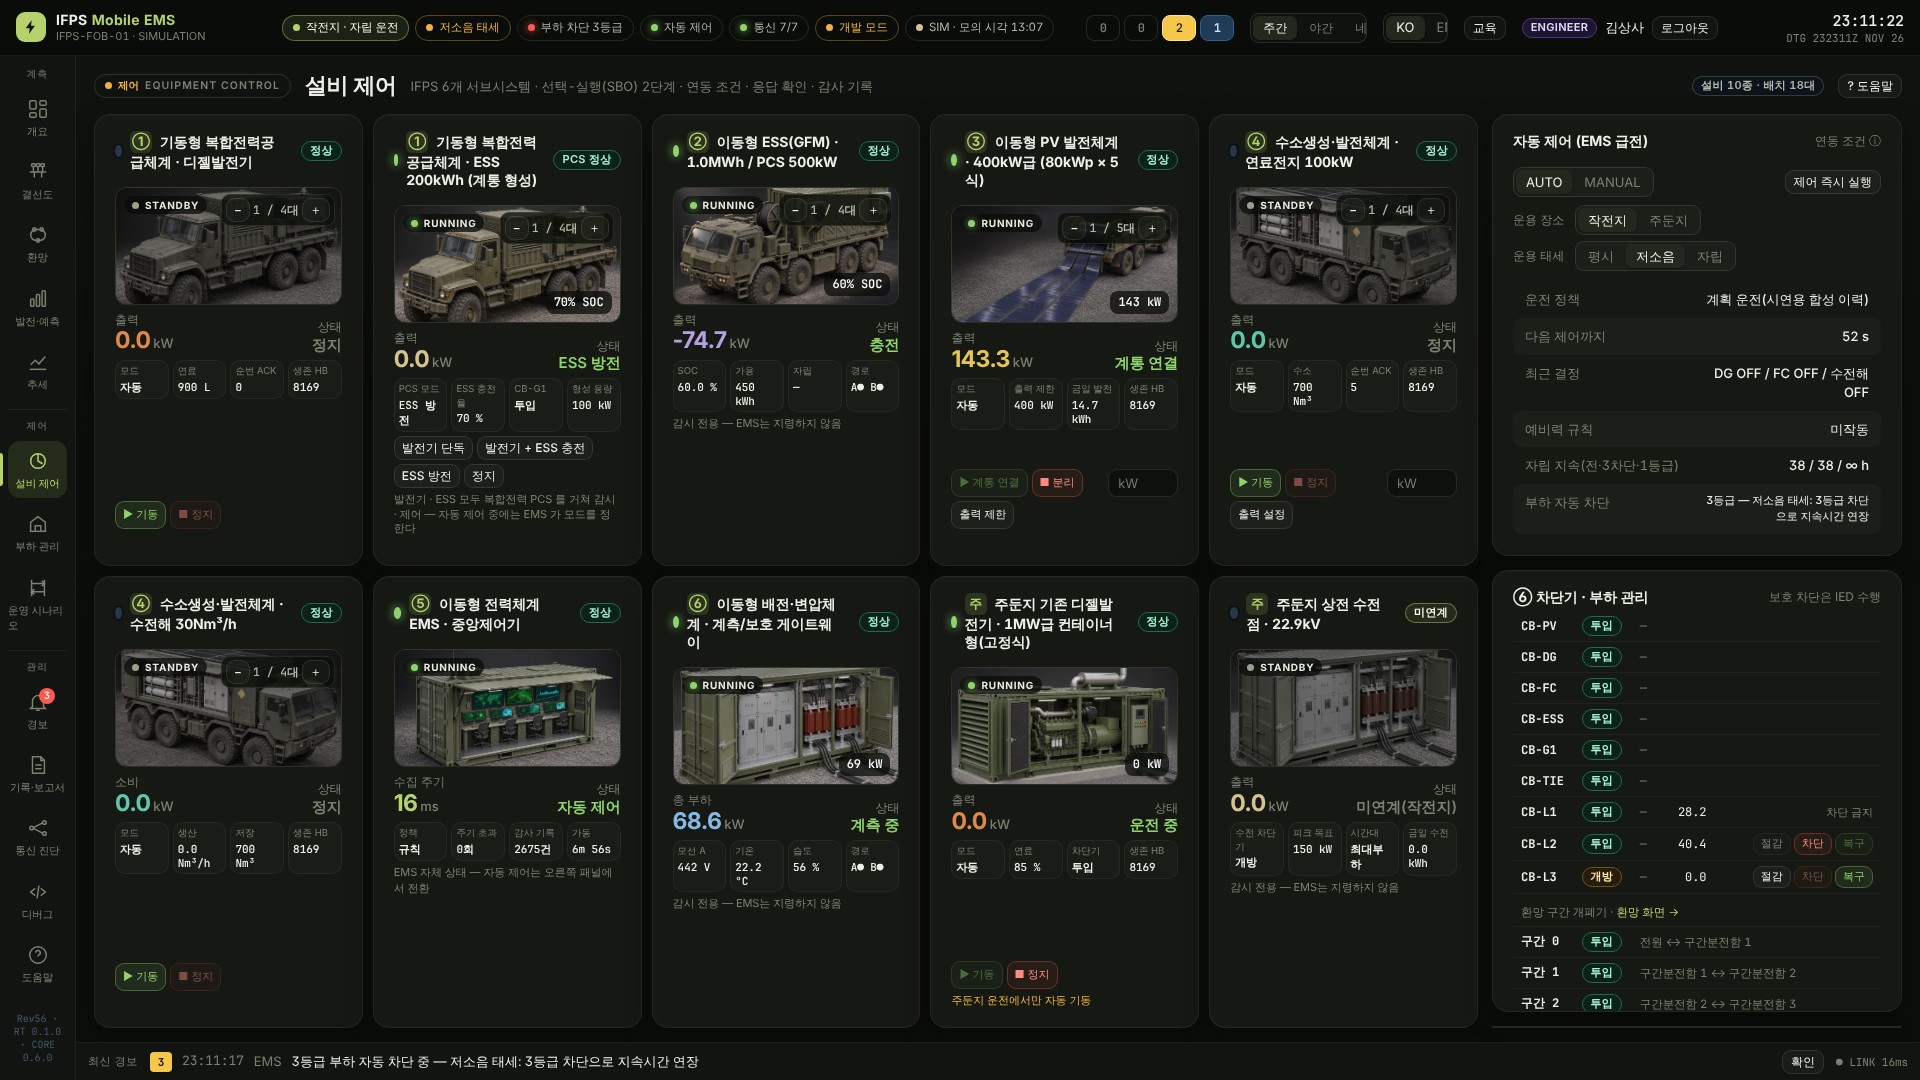 IFPS Mobile EMS
IFPS-FOB-01 · SIMULATION
작전지 · 자립 운전
저소음 태세
부하 차단 3등급
자동 제어
통신 7/7
개발 모드
SIM · 모의 시각 13:07
0 0 2 1
주간 야간
KO
교육
ENGINEER 김상사 로그아웃
23:11:22
DTG 232311Z NOV 26
계측
개요
결선도
환망
발전·예측
추세
제어
설비 제어
부하 관리
운영 시나리오
관리
3
경보
기록·보고서
통신 진단
디버그
도움말
Rev56 ·
RT 0.1.0
· CORE
0.6.0
제어 EQUIPMENT CONTROL
설비 제어
IFPS 6개 서브시스템 · 선택-실행(SBO) 2단계 · 연동 조건 · 응답 확인 · 감사 기록
설비 10종 · 배치 18대
? 도움말
① 기동형 복합전력공급체계 · 디젤발전기
정상
STANDBY
− 1 / 4대 +
출력
0.0 kW
상태
정지
모드 자동
연료 900 L
순번 ACK 0
생존 HB 8169
▶ 기동
■ 정지
① 기동형 복합전력공급체계 · ESS 200kWh (계통 형성)
PCS 정상
RUNNING
− 1 / 4대 +
70% SOC
출력
0.0 kW
상태
ESS 방전
PCS 모드 ESS 방전
ESS 충전율 70 %
CB-G1 투입
형성 용량 100 kW
발전기 단독
발전기 + ESS 충전
ESS 방전
정지
발전기 · ESS 모두 복합전력 PCS 를 거쳐 감시
· 제어 — 자동 제어 중에는 EMS 가 모드를 정
한다
② 이동형 ESS(GFM) · 1.0MWh / PCS 500kW
정상
RUNNING
− 1 / 4대 +
60% SOC
출력
-74.7 kW
상태
충전
SOC 60.0 %
가용 450 kWh
자립 —
경로 A● B●
감시 전용 — EMS는 지령하지 않음
③ 이동형 PV 발전체계 · 400kW급 (80kWp × 5식)
정상
RUNNING
− 1 / 5대 +
143 kW
출력
143.3 kW
상태
계통 연결
모드 자동
출력 제한 400 kW
금일 발전 14.7 kWh
생존 HB 8169
▶ 계통 연결
■ 분리
kW
출력 제한
④ 수소생성·발전체계 · 연료전지 100kW
정상
STANDBY
− 1 / 4대 +
출력
0.0 kW
상태
정지
모드 자동
수소 700 Nm³
순번 ACK 5
생존 HB 8169
▶ 기동
■ 정지
kW
출력 설정
④ 수소생성·발전체계 · 수전해 30Nm³/h
정상
STANDBY
− 1 / 4대 +
소비
0.0 kW
상태
정지
모드 자동
생산 0.0 Nm³/h
저장 700 Nm³
생존 HB 8169
▶ 기동
■ 정지
⑤ 이동형 전력체계 EMS · 중앙제어기
정상
RUNNING
수집 주기
16 ms
상태
자동 제어
정책 규칙
주기 초과 0회
감사 기록 2675건
가동 6m 56s
EMS 자체 상태 — 자동 제어는 오른쪽 패널에
서 전환
⑥ 이동형 배전·변압체계 · 계측/보호 게이트웨이
정상
RUNNING
69 kW
총 부하
68.6 kW
상태
계측 중
모선 A 442 V
기온 22.2 °C
습도 56 %
경로 A● B●
감시 전용 — EMS는 지령하지 않음
주 주둔지 기존 디젤발전기 · 1MW급 컨테이너형(고정식)
정상
RUNNING
0 kW
출력
0.0 kW
상태
운전 중
모드 자동
연료 85 %
차단기 투입
생존 HB 8169
▶ 기동
■ 정지
주둔지 운전에서만 자동 기동
주 주둔지 상전 수전점 · 22.9kV
미연계
STANDBY
출력
0.0 kW
상태
미연계(작전지)
수전 차단기 개방
피크 목표 150 kW
시간대 최대부하
금일 수전 0.0 kWh
감시 전용 — EMS는 지령하지 않음
자동 제어 (EMS 급전)
연동 조건 ⓘ
AUTO MANUAL
제어 즉시 실행
운용 장소 작전지 주둔지
운용 태세 평시 저소음 자립
운전 정책 계획 운전(시연용 합성 이력)
다음 제어까지 52 s
최근 결정 DG OFF / FC OFF / 수전해 OFF
예비력 규칙 미작동
자립 지속(전·3차단·1등급) 38 / 38 / ∞ h
부하 자동 차단 3등급 — 저소음 태세: 3등급 차단으로 지속시간 연장
⑥ 차단기 · 부하 관리
보호 차단은 IED 수행
CB-PV 투입 —
CB-DG 투입 —
CB-FC 투입 —
CB-ESS 투입 —
CB-G1 투입 —
CB-TIE 투입 —
CB-L1 투입 — 28.2 차단 금지
CB-L2 투입 — 40.4 절감 차단 복구
CB-L3 개방 — 0.0 절감 차단 복구
환망 구간 개폐기 · 환망 화면 →
구간 0 투입 전원 ↔ 구간분전함 1
구간 1 투입 구간분전함 1 ↔ 구간분전함 2
구간 2 투입 구간분전함 2 ↔ 구간분전함 3
최신 경보 3 23:11:17 EMS 3등급 부하 자동 차단 중 — 저소음 태세: 3등급 차단으로 지속시간 연장
확인
LINK 16ms